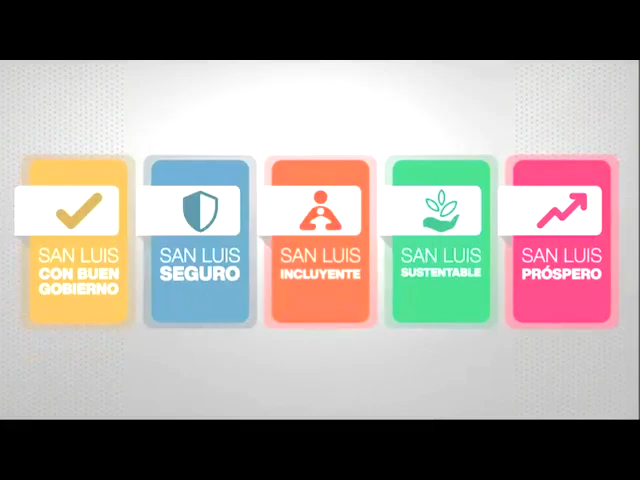 SAN LUIS
CON BUEN
GOBIERNO
SAN LUIS
SEGURO
SAN LUIS
INCLUYENTE
SAN LUIS
SUSTENTABLE
SAN LUIS
PRÓSPERO